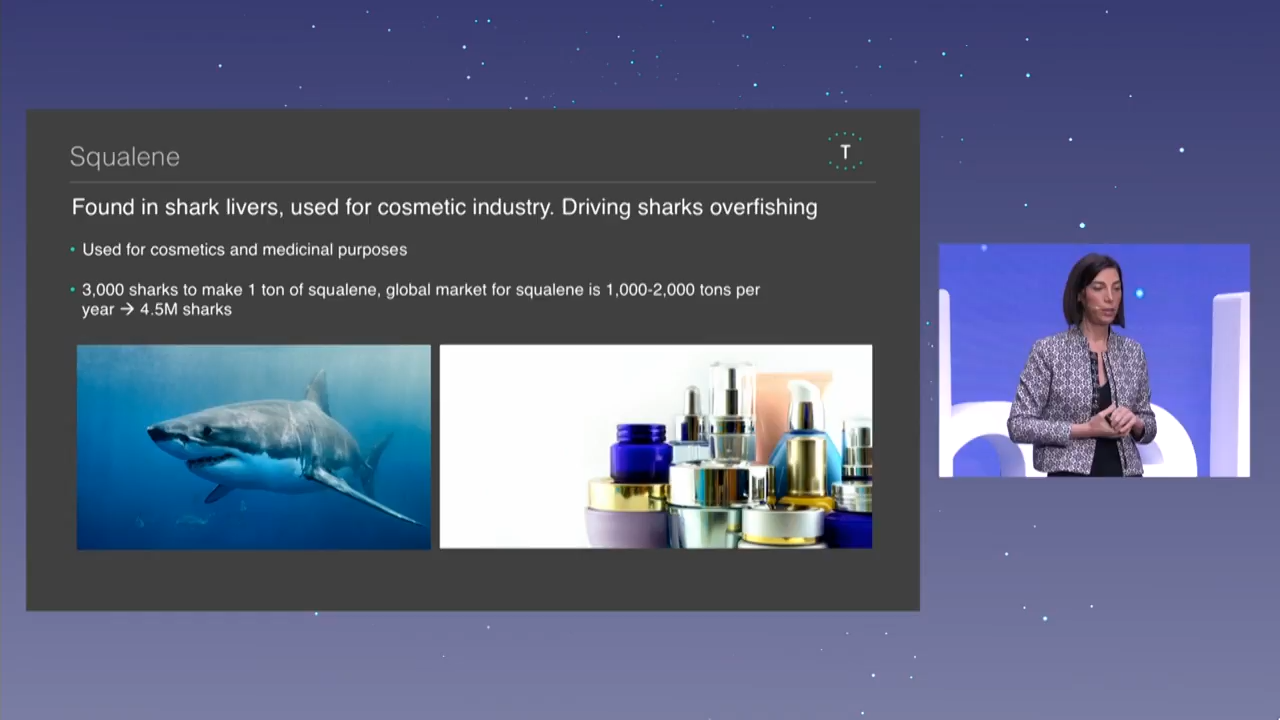 Squalene
T
Found in shark livers, used for cosmetic industry. Driving sharks overfishing
• Used for cosmetics and medicinal purposes
• 3,000 sharks to make 1 ton of squalene, global market for squalene is 1,000-2,000 tons per
year → 4.5M sharks